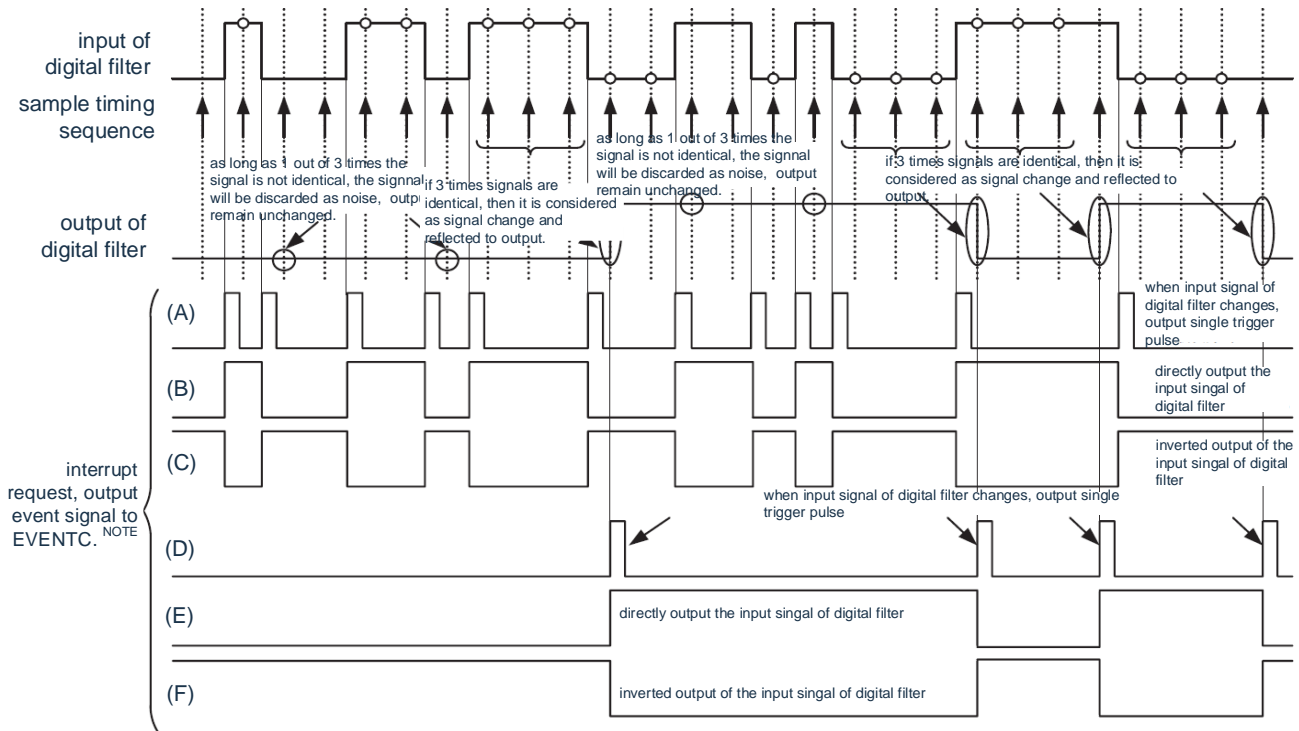 input of
digital filter
sample timing
sequence
as long as 1 out of 3 times the
signal is not identical, the signnal
will be discarded as noise, outpu
remain unchanged.
if 3 times signals are
identical, then it is considered
as signal change and
reflected to output.
as long as 1 out of 3 times the
signal is not identical, the signnal
will be discarded as noise, output
remain unchanged.
if 3 times signals are identical, then it is
considered as signal change and reflected to
output.
output of
digital filter
(A)
when input signal of
digital filter changes,
output single trigger
pulse
(B)
directly output the
input singal of
digital filter
(C)
inverted output of the
input singal of digital
filter
interrupt
request, output
event signal to
EVENTC. NOTE
when input signal of digital filter changes, output single
trigger pulse
(D)
(E)
directly output the input singal of digital filter
(F)
inverted output of the input singal of digital filter